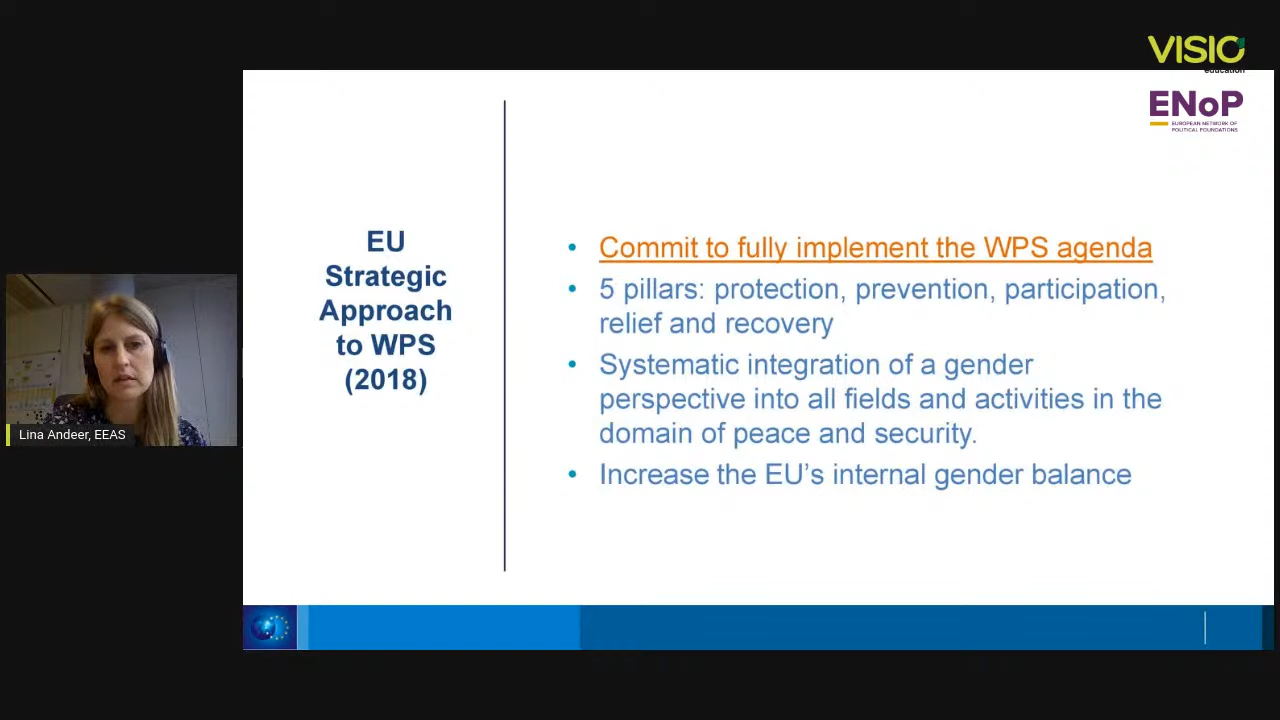 VISIO
education
ENoP
EUROPEAN NETWORK OF
POLITICAL FOUNDATIONS
EU
Strategic
Approach
to WPS
(2018)
• Commit to fully implement the WPS agenda
• 5 pillars: protection, prevention, participation,
relief and recovery
• Systematic integration of a gender
perspective into all fields and activities in the
domain of peace and security.
• Increase the EU’s internal gender balance
Lina Andeer, EEAS